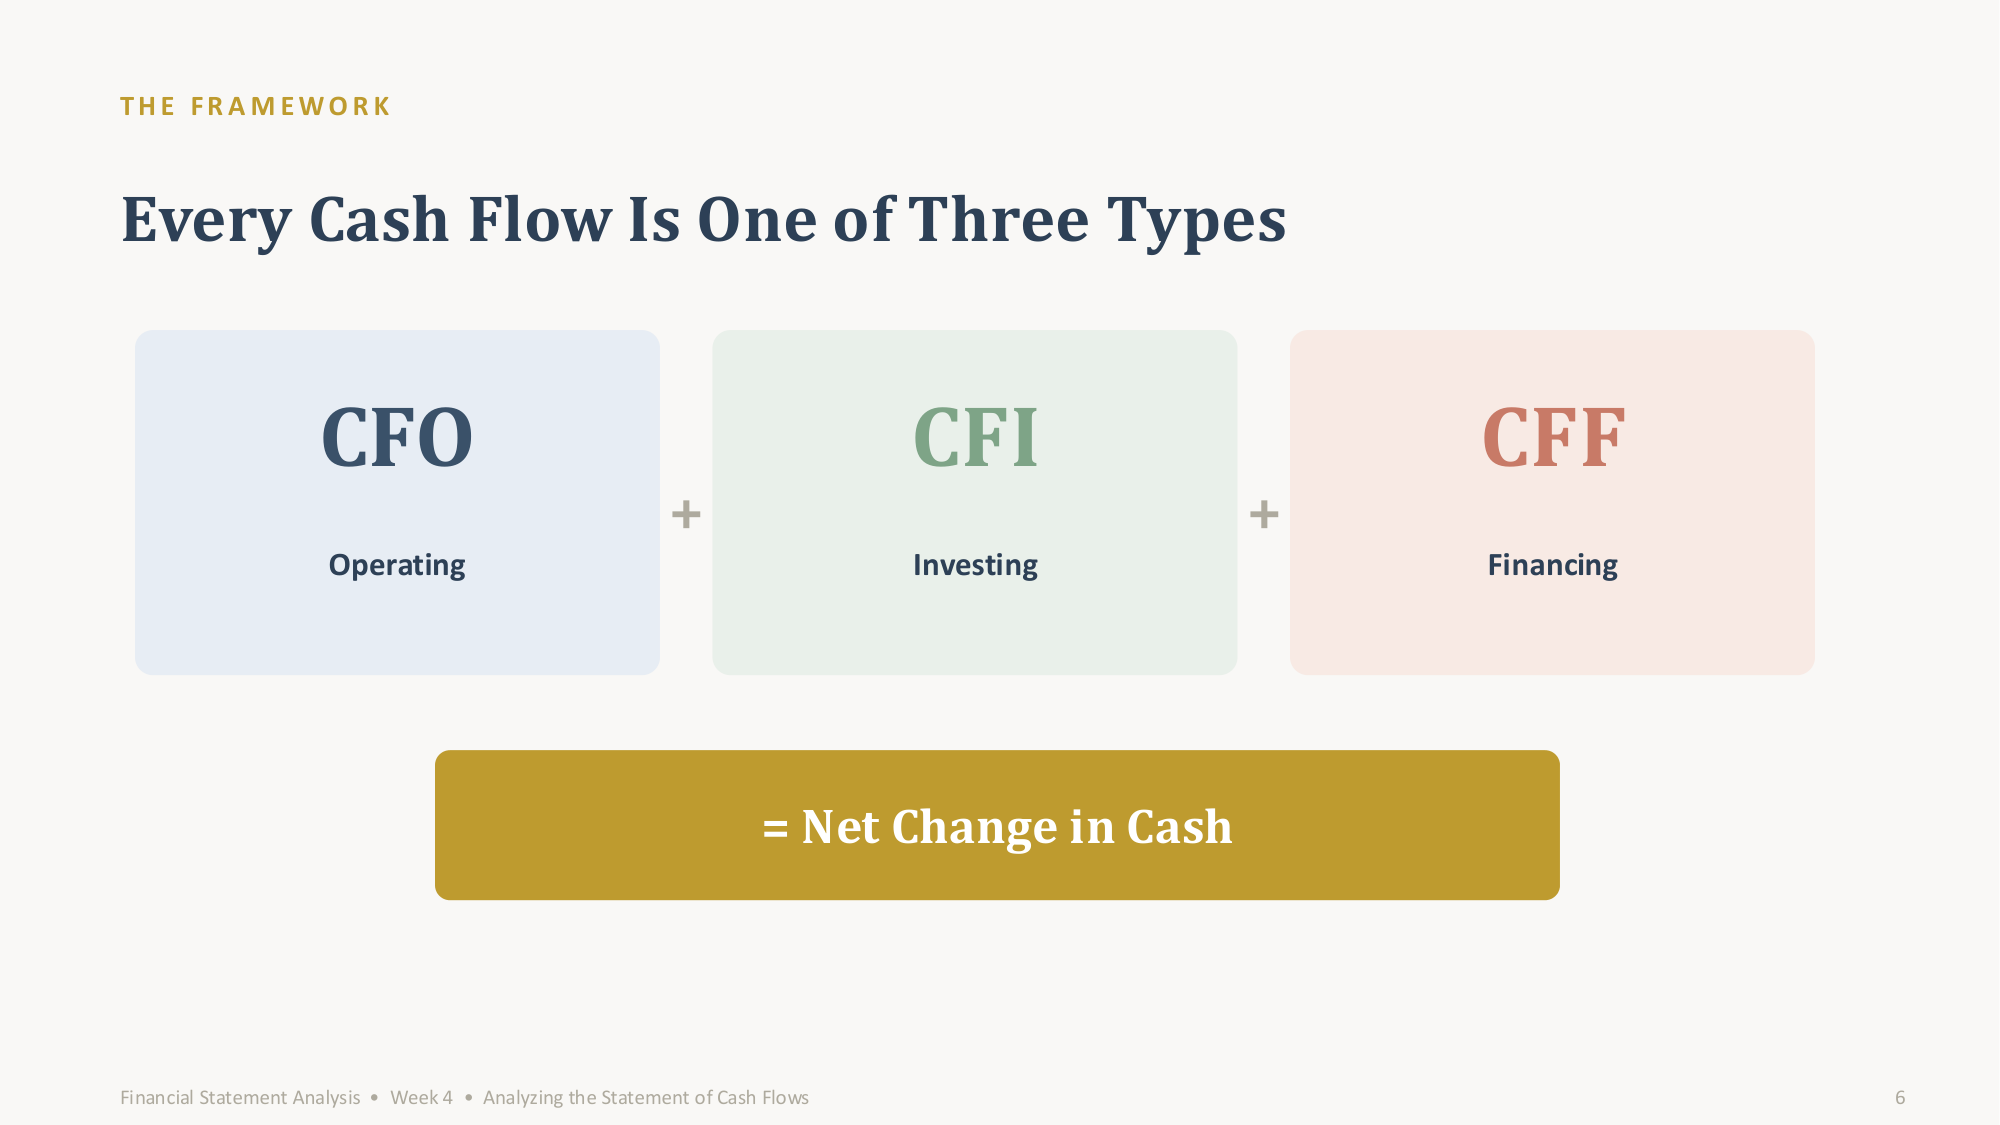 THE FRAMEWORK
Every Cash Flow Is One of Three Types
CFO
Operating
+
CFI
Investing
+
CFF
Financing
= Net Change in Cash
Financial Statement Analysis • Week 4 • Analyzing the Statement of Cash Flows
6